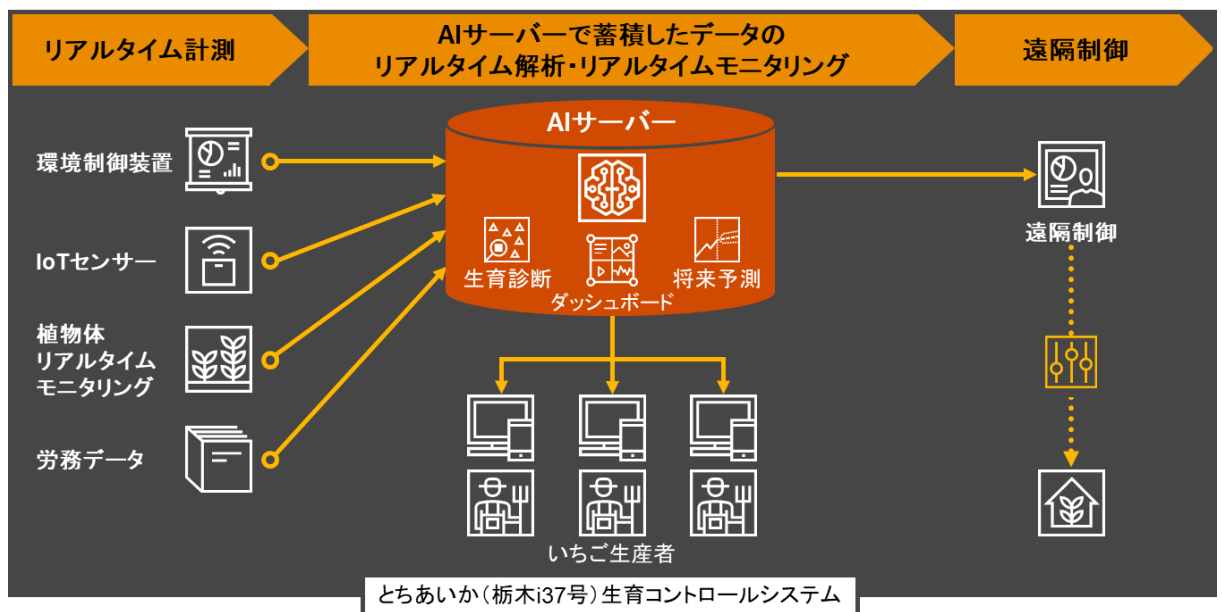 リアルタイム計測
AIサーバーで蓄積したデータの
リアルタイム解析・リアルタイムモニタリング
遠隔制御
AIサーバー
環境制御装置
IoTセンサー
植物体
リアルタイム
モニタリング
労務データ
生育診断
ダッシュボード
将来予測
遠隔制御
いちご生産者
とちあいか（栃木i37号）生育コントロールシステム